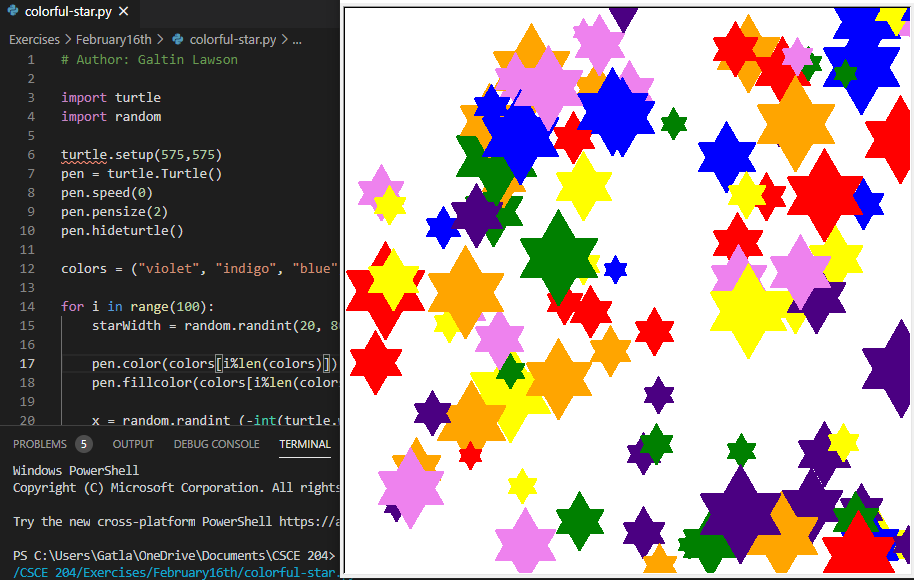 colorful-star.py ×
Exercises > February16th > colorful-star.py > ...
1 # Author: Galtin Lawson
2
3 import turtle
4 import random
5
6 turtle.setup(575,575)
7 pen = turtle.Turtle()
8 pen.speed(0)
9 pen.pensize(2)
10 pen.hideturtle()
11
12 colors = ("violet", "indigo", "blue"
13
14 for i in range(100):
15 starWidth = random.randint(20, 8
16
17 pen.color(colors[i%len(colors)])
18 pen.fillcolor(colors[i%len(color
19
20 x = random.randint (-int(turtle.
PROBLEMS 5 OUTPUT DEBUG CONSOLE TERMINAL
Windows PowerShell
Copyright (C) Microsoft Corporation. All rights
Try the new cross-platform PowerShell https://a
PS C:\Users\Gatla\OneDrive\Documents\CSCE 204>
/CSCE 204/Exercises/February16th/colorful-star.